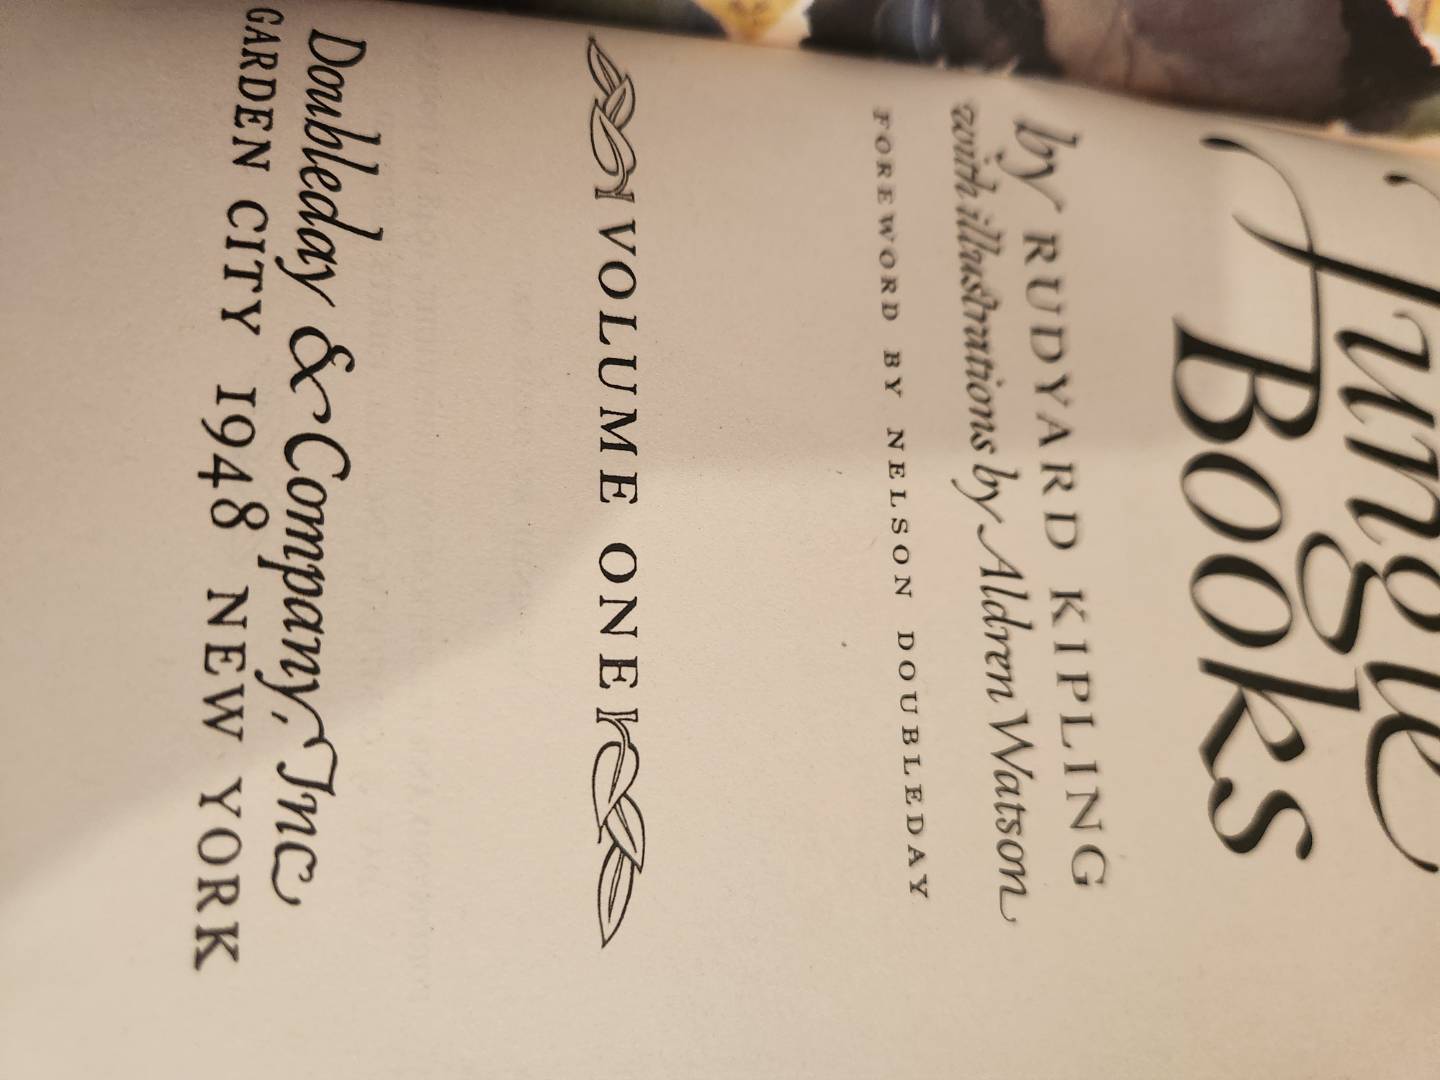 Jungle
Books
by RUDYARD KIPLING
with illustrations by Aldren Watson
FOREWORD BY NELSON DOUBLEDAY
VOLUME ONE
Doubleday & Company, Inc
GARDEN CITY 1948 NEW YORK